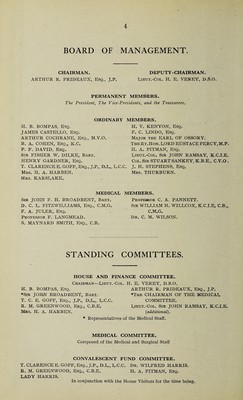 4
BOARD OF MANAGEMENT.
CHAIRMAN.
ARTHUR R. PRIDEAUX, Esq., J.P.
DEPUTY-CHAIRMAN.
LIEUT.-COL. H. E. VEREY, D.S.O.
PERMANENT MEMBERS.
The President, The Vice-Presidents, and the Treasurers,
ORDINARY MEMBERS.
H. B. BOMPAS, Esq.
JAMES CASTELLO, Esq.
ARTHUR COCHRANE, Esq., M.V.O.
B. A. COHEN, Esq., K.C.
F. F. DAVID, Esq.
SIR FISHER W. DILKE, BART.
HENRY GARDNER, Esq.
T. CLARENCE E. GOFF, Esq., J.P., D.L., L.C.C.
MRS. H. A. HARBEN.
MRS. KARSLAKE.
H. V. KENYON, Esq.
F. C. LINDO, Esq.
MAJOR THE EARL OF OSSORY.
THE RT. HON. LORD EUSTACE PERCY, M.P.
H. A. PITMAN, Esq.
LIEUT.-COL. SIR JOHN RAMSAY, K.C.I.E.
COL. SIR STUART SANKEY, K.B.E., C.V.O.
J. H. STEPHENS, Esq.
MRS. THURBURN.
MEDICAL MEMBERS.
SIR JOHN F. H. BROADBENT, BART.
D. C. L. FITZWILLIAMS, Esq., C.M.G.
F. A. JULER, Esq.
PROFESSOR F. LANGMEAD.
S. MAYNARD SMITH, Esq., C.B.
PROFESSOR C. A. PANNETT.
SIR WILLIAM H. WILLCOX, K.C.I.E, C.B., C.M.G.
DR. C. M. WILSON.
STANDING COMMITTEES.
HOUSE AND FINANCE COMMITTEE.
CHAIRMAN—LIEUT.-COL. H. E. VEREY, D.S.O.
H. B. BOMPAS, Esq.
*SIR JOHN BROADBENT, BART.
T. C. E. GOFF, Esq., J.P., D.L., L.C.C.
R. M. GREENWOOD, Esq., C.B.E.
MRS. H. A. HARBEN.
ARTHUR R. PRIDEAUX, Esq., J.P.
*THE CHAIRMAN OF THE MEDICAL COMMITTEE.
LIEUT.-COL. SIR JOHN RAMSAY, K.C.I.E. (additional).
* Representatives of the Medical Staff.
MEDICAL COMMITTEE.
Composed of the Medical and Surgical Staff
CONVALESCENT FUND COMMITTEE.
T. CLARENCE E. GOFF, Esq., J.P., D.L., L.C.C.
R. M. GREENWOOD, Esq., C.B.E.
LADY HARRIS.
DR. WILFRED HARRIS.
H. A. PITMAN, Esq.
In conjunction with the House Visitors for the time being.